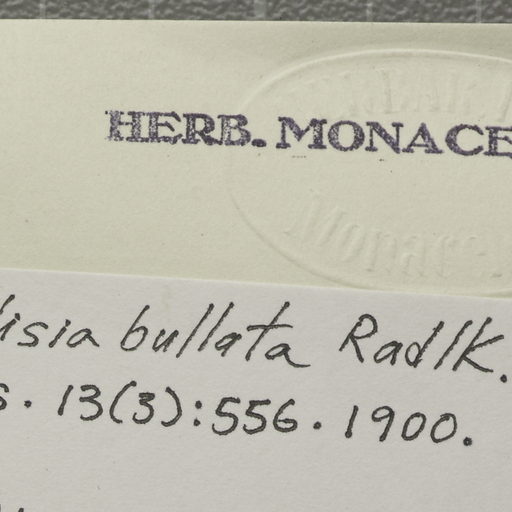 HERB. MONACE
isia bullata Radlk.
s. 13(3):556. 1900.